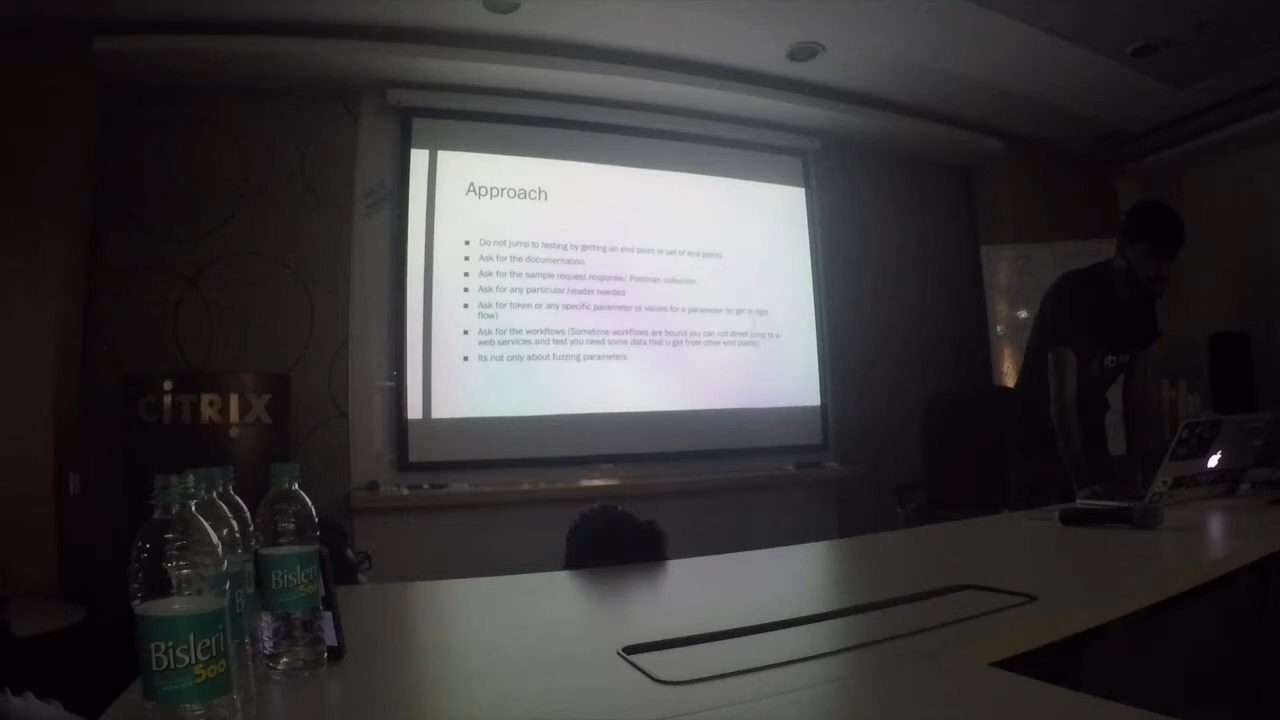 Approach
Do not jump to testing by getting an end point or set of end points
Ask for the documentation.
Ask for the sample request response/ Postman collection
Ask for any particular header needed
Ask for token or any specific parameter or values for a parameter (to get in right
flow)
Ask for the workflows (Sometime workflows are bound you can not direct jump to a
web services and test you need some data that u get from other end points)
Its not only about fuzzing parameters
CITRIX
Bisleri
500
Bisleri
500